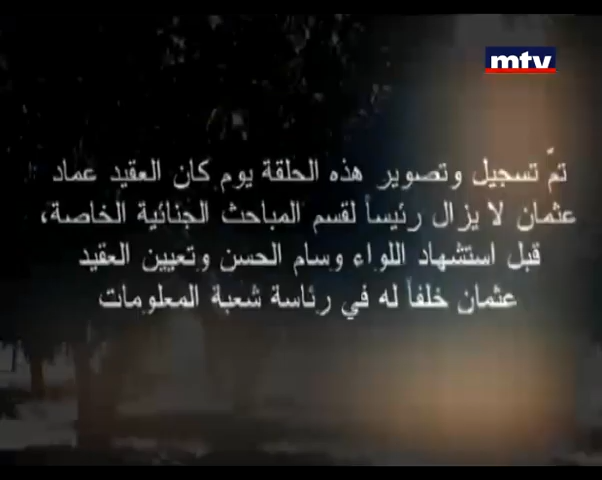 mtv
تمّ تسجيل وتصوير هذه الحلقة يوم كان العقيد عماد
عثمان لا يزال رئيساً لقسم المباحث الجنائية الخاصة،
قبل استشهاد اللواء وسام الحسن وتعيين العقيد
عثمان خلفاً له في رئاسة شعبة المعلومات